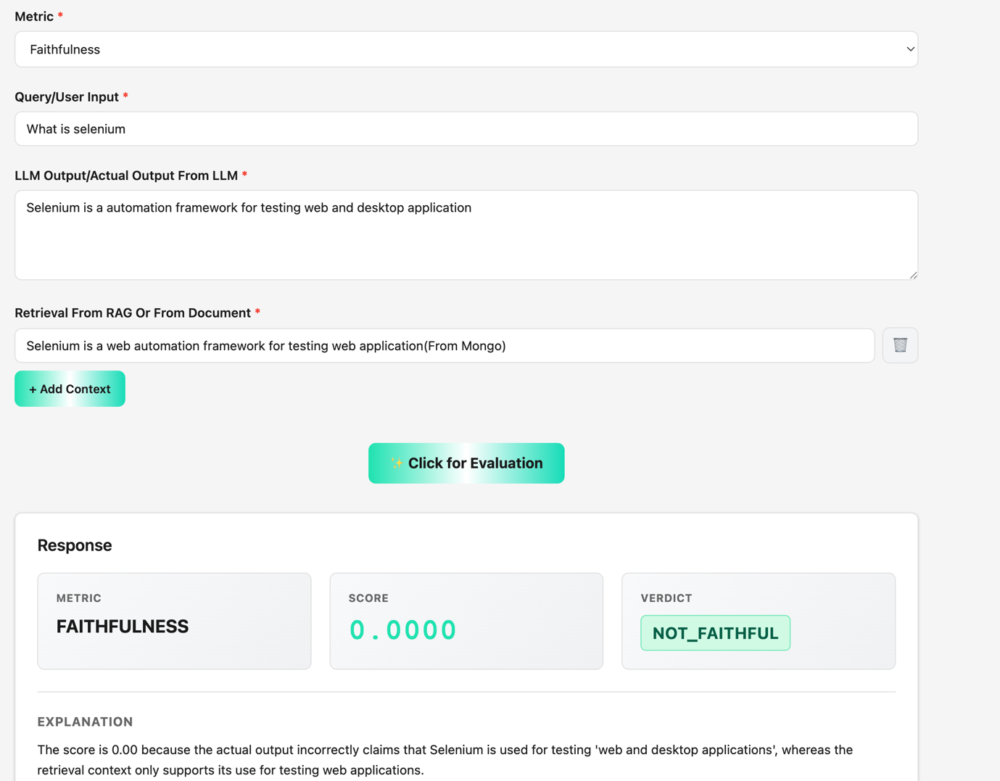 Metric *
Faithfulness
Query/User Input *
What is selenium
LLM Output/Actual Output From LLM *
Selenium is a automation framework for testing web and desktop application
Retrieval From RAG Or From Document *
Selenium is a web automation framework for testing web application(From Mongo)
+ Add Context
✨ Click for Evaluation
Response
METRIC
FAITHFULNESS
SCORE
0.0000
VERDICT
NOT_FAITHFUL
EXPLANATION
The score is 0.00 because the actual output incorrectly claims that Selenium is used for testing 'web and desktop applications', whereas the
retrieval context only supports its use for testing web applications.